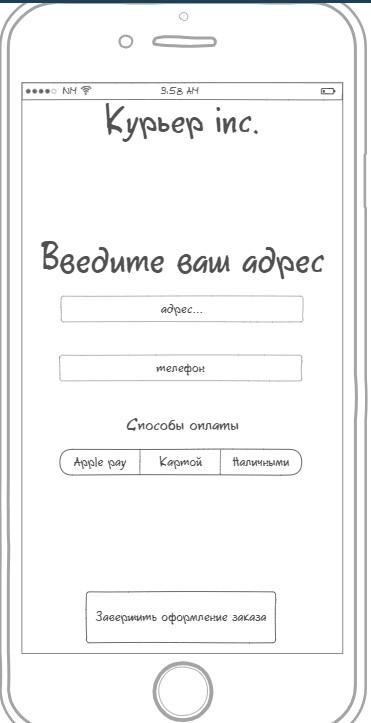 NM 3:58 AM
Курьер inc.
Введите ваш адрес
адрес...
телефон
Способы оплаты
Apple pay Картой Наличными
Завершить оформление заказа